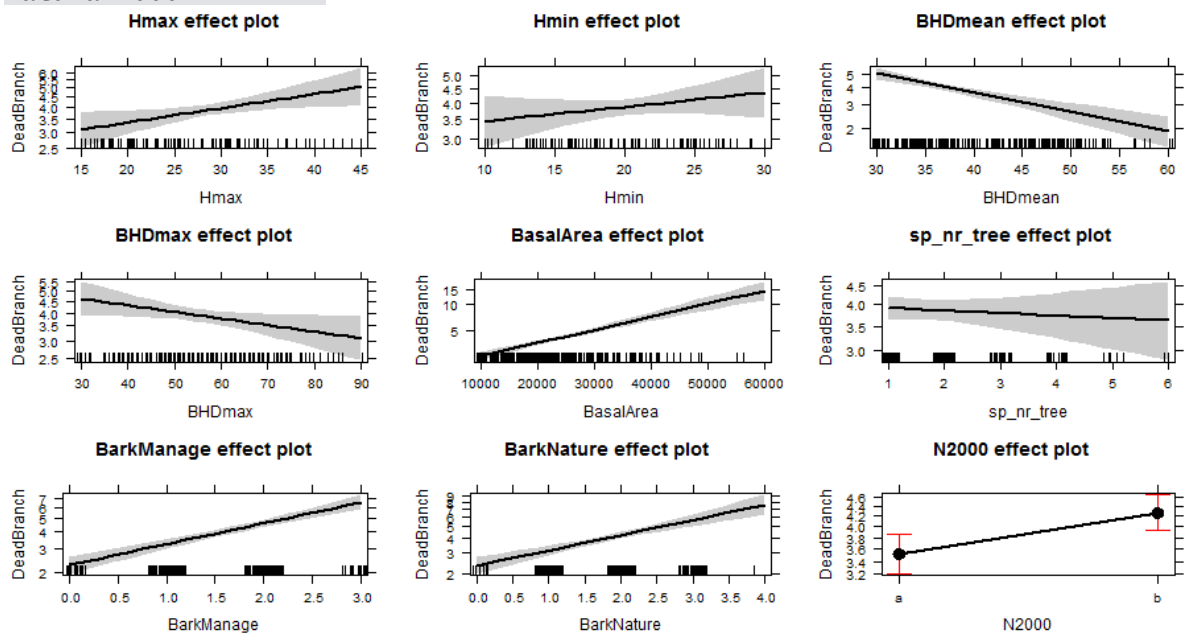 Hmax effect plot
DeadBranch
6.0
5.5
5.0
4.5
4.0
3.5
3.0
2.5
15 20 25 30 35 40 45
Hmax
Hmin effect plot
DeadBranch
5.0
4.5
4.0
3.5
3.0
10 15 20 25 30
Hmin
BHDmean effect plot
DeadBranch
5
4
3
2
30 35 40 45 50 55 60
BHDmean
BHDmax effect plot
DeadBranch
5.5
5.0
4.5
4.0
3.5
3.0
2.5
30 40 50 60 70 80 90
BHDmax
BasalArea effect plot
DeadBranch
15
10
5
10000 20000 30000 40000 50000 60000
BasalArea
sp_nr_tree effect plot
DeadBranch
4.5
4.0
3.5
3.0
1 2 3 4 5 6
sp_nr_tree
BarkManage effect plot
DeadBranch
7
6
5
4
3
2
0.0 0.5 1.0 1.5 2.0 2.5 3.0
BarkManage
BarkNature effect plot
DeadBranch
9
8
7
6
5
4
3
2
0.0 0.5 1.0 1.5 2.0 2.5 3.0 3.5 4.0
BarkNature
N2000 effect plot
DeadBranch
4.6
4.4
4.2
4.0
3.8
3.6
3.4
3.2
a b
N2000